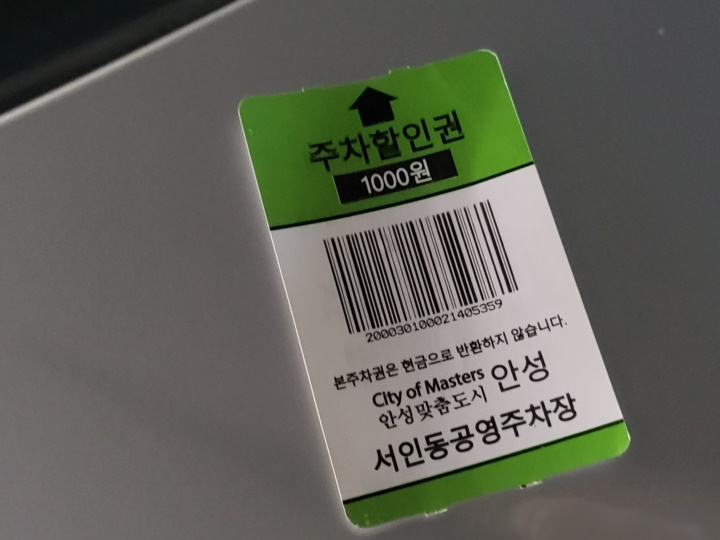 주차할인권
1000원
200030100021405359
본주차권은 현금으로 반환하지 않습니다.
City of Masters 안성
안성맞춤도시
서인동공영주차장